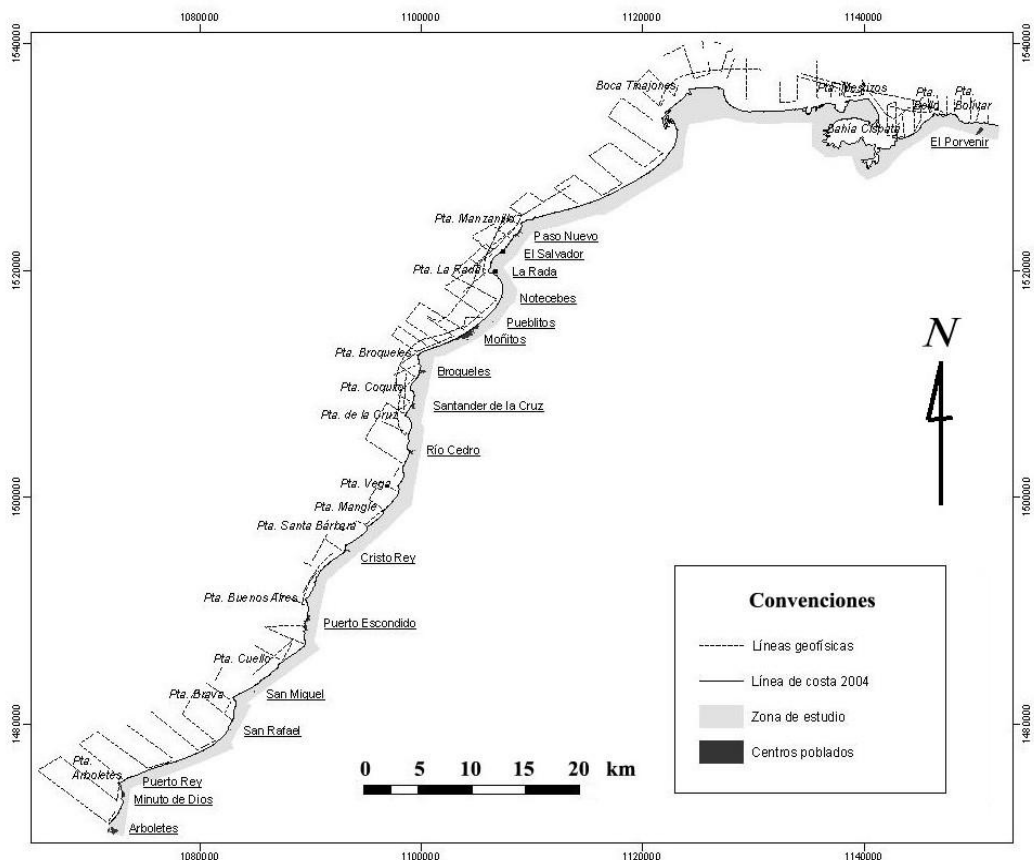 1080000
1100000
1120000
1140000
1540000
1540000
Boca Tinajones
Pta. Mestizos
Pta.
Bello
Pta.
Bolívar
Bahía Cispatá
El Porvenir
Pta. Manzanillo
Paso Nuevo
El Salvador
1520000
Pta. La Rada
La Rada
1520000
Notecebes
Pueblitos
Moñitos
Pta. Broqueles
Broqueles
Pta. Coquito
Santander de la Cruz
Pta. de la Cruz
Río Cedro
N
1500000
Pta. Vega
1500000
Pta. Mangle
Pta. Santa Bárbara
Cristo Rey
Pta. Buenos Aires
Puerto Escondido
Pta. Cuello
San Miguel
Pta. Brava
1480000
San Rafael
1480000
Pta.
Arboletes
Puerto Rey
Minuto de Dios
Arboletes
Convenciones
Líneas geofísicas
Línea de costa 2004
Zona de estudio
Centros poblados
0 5 10 15 20 km
1080000
1100000
1120000
1140000